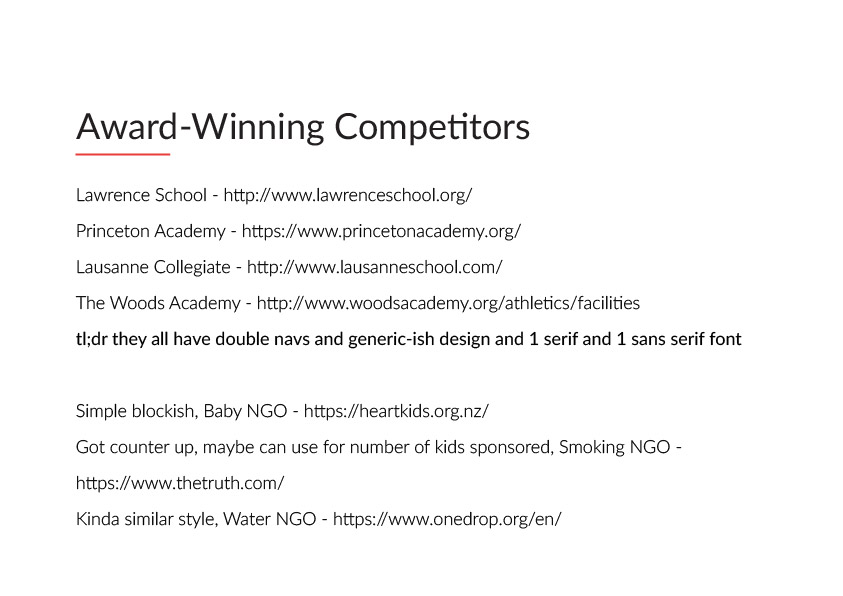 Award-Winning Competitors
Lawrence School - http://www.lawrenceschool.org/
Princeton Academy - https://www.princetonacademy.org/
Lausanne Collegiate - http://www.lausanneschool.com/
The Woods Academy - http://www.woodsacademy.org/athletics/facilities
tl;dr they all have double navs and generic-ish design and 1 serif and 1 sans serif font
Simple blockish, Baby NGO - https://heartkids.org.nz/
Got counter up, maybe can use for number of kids sponsored, Smoking NGO -
https://www.thetruth.com/
Kinda similar style, Water NGO - https://www.onedrop.org/en/